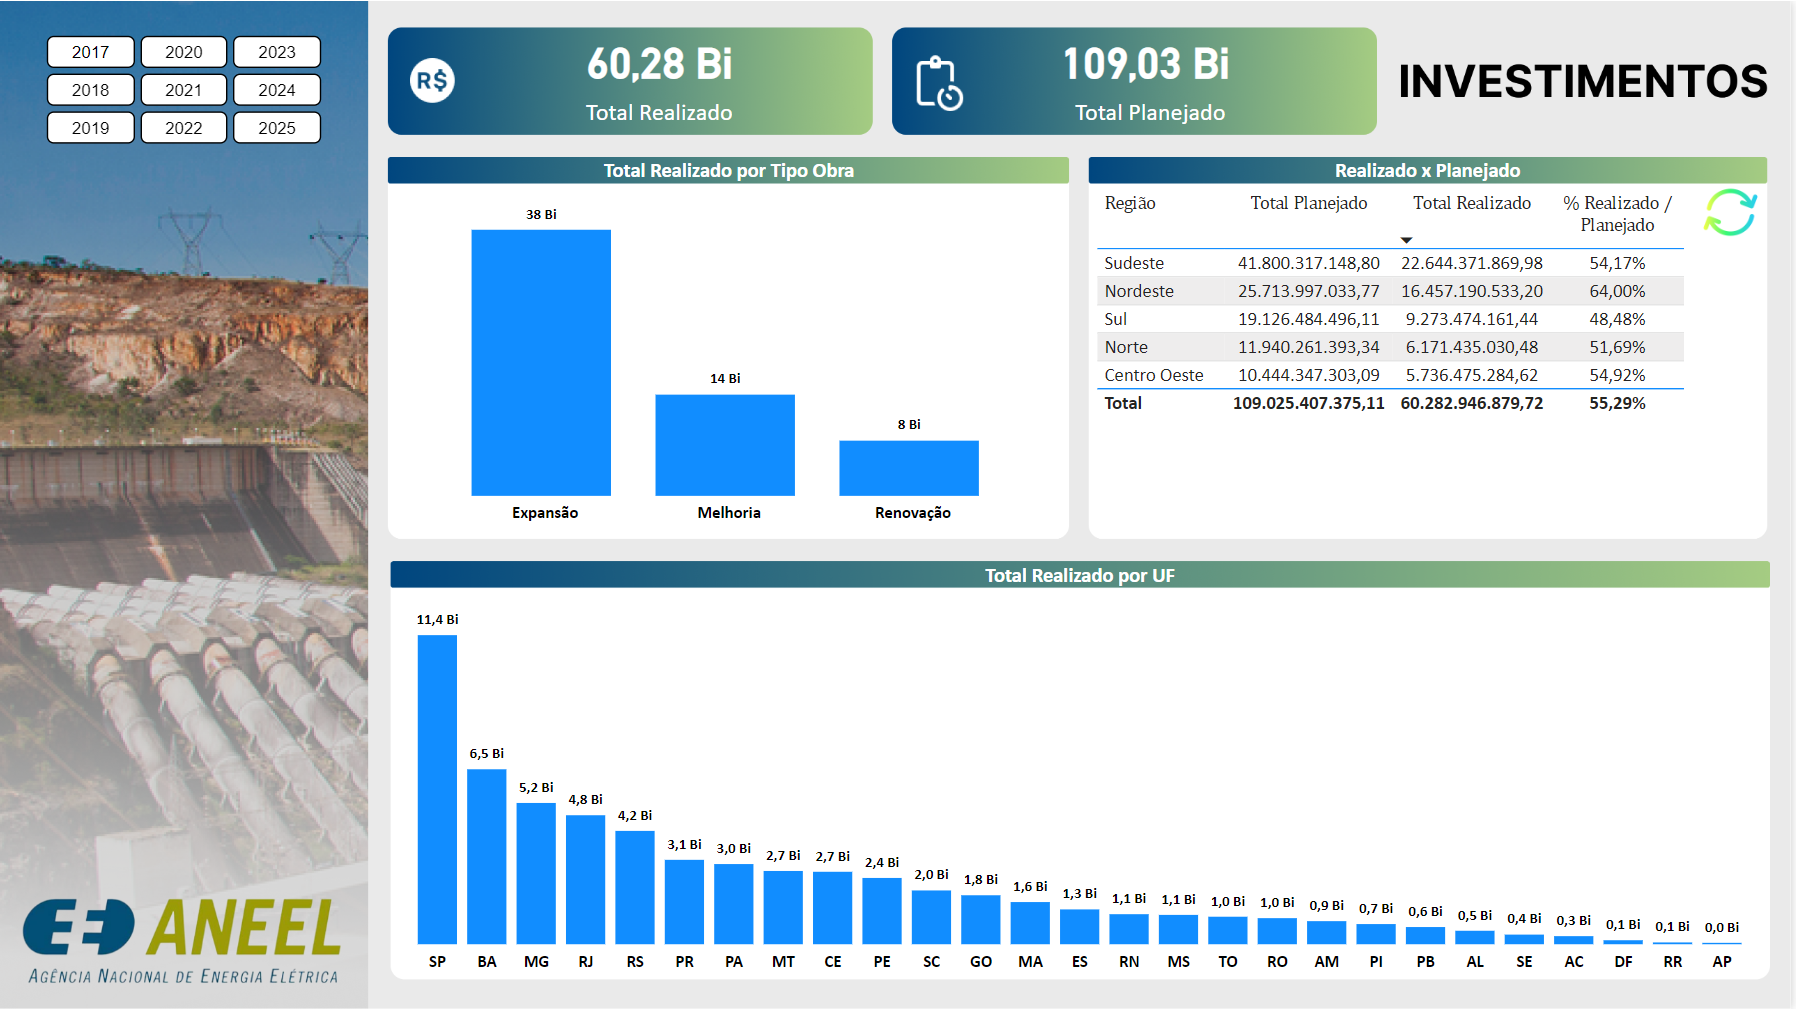 2017 2020 2023
2018 2021 2024
2019 2022 2025
R$
60,28 Bi
Total Realizado
109,03 Bi
Total Planejado
INVESTIMENTOS
Total Realizado por Tipo Obra
38 Bi
14 Bi
8 Bi
Expansão Melhoria Renovação
Realizado x Planejado
Região Total Planejado Total Realizado % Realizado /
Planejado
Sudeste 41.800.317.148,80 22.644.371.869,98 54,17%
Nordeste 25.713.997.033,77 16.457.190.533,20 64,00%
Sul 19.126.484.496,11 9.273.474.161,44 48,48%
Norte 11.940.261.393,34 6.171.435.030,48 51,69%
Centro Oeste 10.444.347.303,09 5.736.475.284,62 54,92%
Total 109.025.407.375,11 60.282.946.879,72 55,29%
Total Realizado por UF
11,4 Bi 6,5 Bi 5,2 Bi 4,8 Bi 4,2 Bi 3,1 Bi 3,0 Bi 2,7 Bi 2,7 Bi 2,4 Bi 2,0 Bi 1,8 Bi 1,6 Bi 1,3 Bi 1,1 Bi 1,1 Bi 1,0 Bi 1,0 Bi 0,9 Bi 0,7 Bi 0,6 Bi 0,5 Bi 0,4 Bi 0,3 Bi 0,1 Bi 0,1 Bi 0,0 Bi
SP BA MG RJ RS PR PA MT CE PE SC GO MA ES RN MS TO RO AM PI PB AL SE AC DF RR AP
ANEEL
AGÊNCIA NACIONAL DE ENERGIA ELÉTRICA